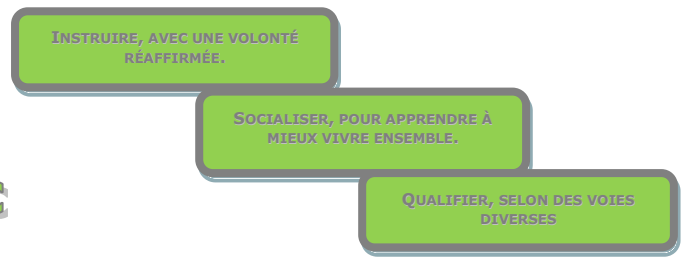 INSTRUIRE, AVEC UNE VOLONTÉ
RÉAFFIRMÉE.
SOCIALISER, POUR APPRENDRE À
MIEUX VIVRE ENSEMBLE.
QUALIFIER, SELON DES VOIES
DIVERSES